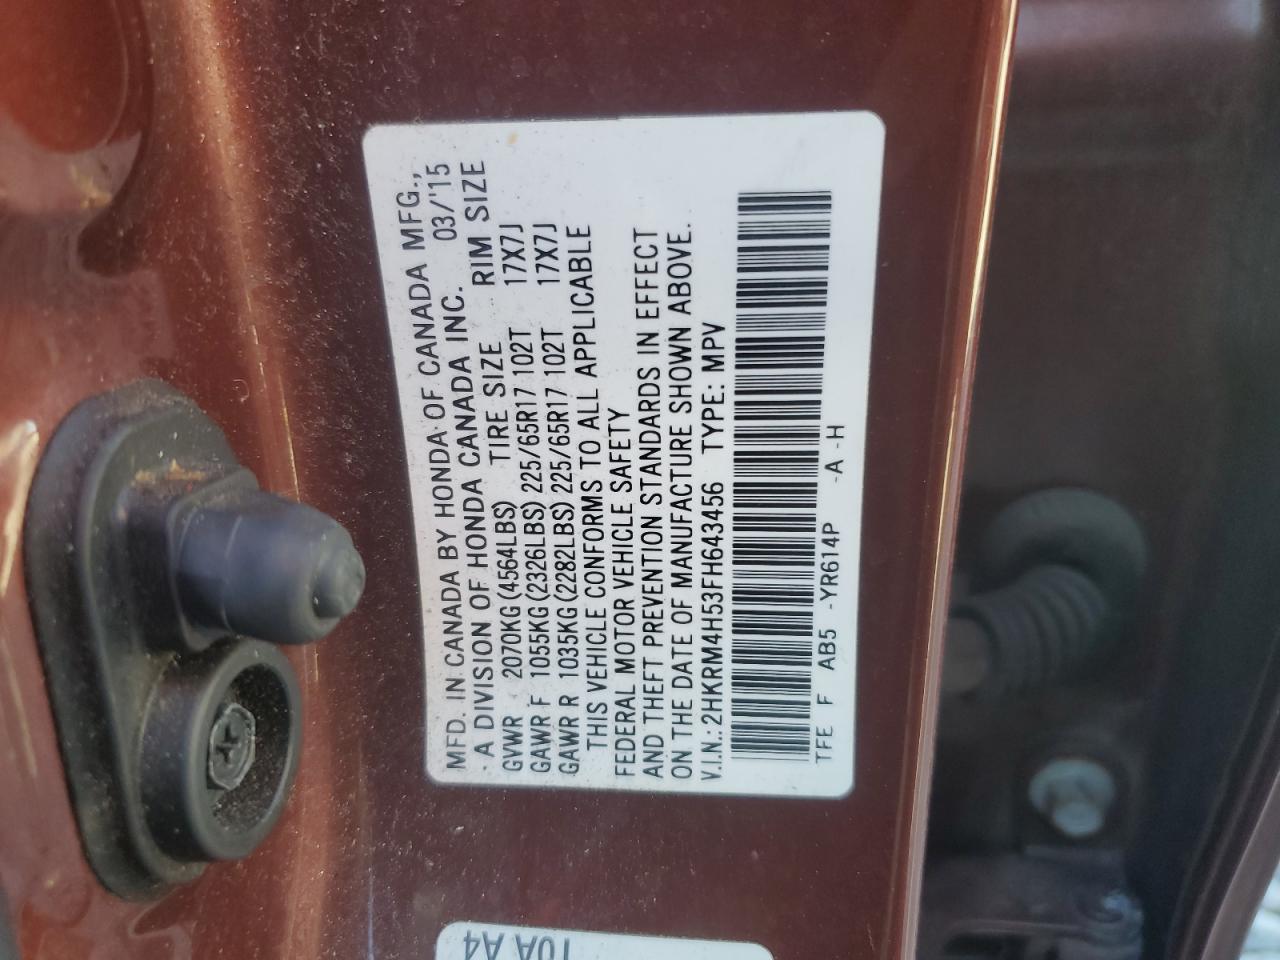 MFD. IN CANADA BY HONDA OF CANADA MFG.,
A DIVISION OF HONDA CANADA INC. 03/'15
TIRE SIZE RIM SIZE
GVWR 2070KG (4564LBS)
GAWR F 1055KG (2326LBS) 225/65R17 102T 17X7J
GAWR R 1035KG (2282LBS) 225/65R17 102T 17X7J
THIS VEHICLE CONFORMS TO ALL APPLICABLE
FEDERAL MOTOR VEHICLE SAFETY
AND THEFT PREVENTION STANDARDS IN EFFECT
ON THE DATE OF MANUFACTURE SHOWN ABOVE.
V.I.N.: 2HKRM4H53FH643456 TYPE: MPV
TFE F AB5 -YR614P -A -H
T0A A4